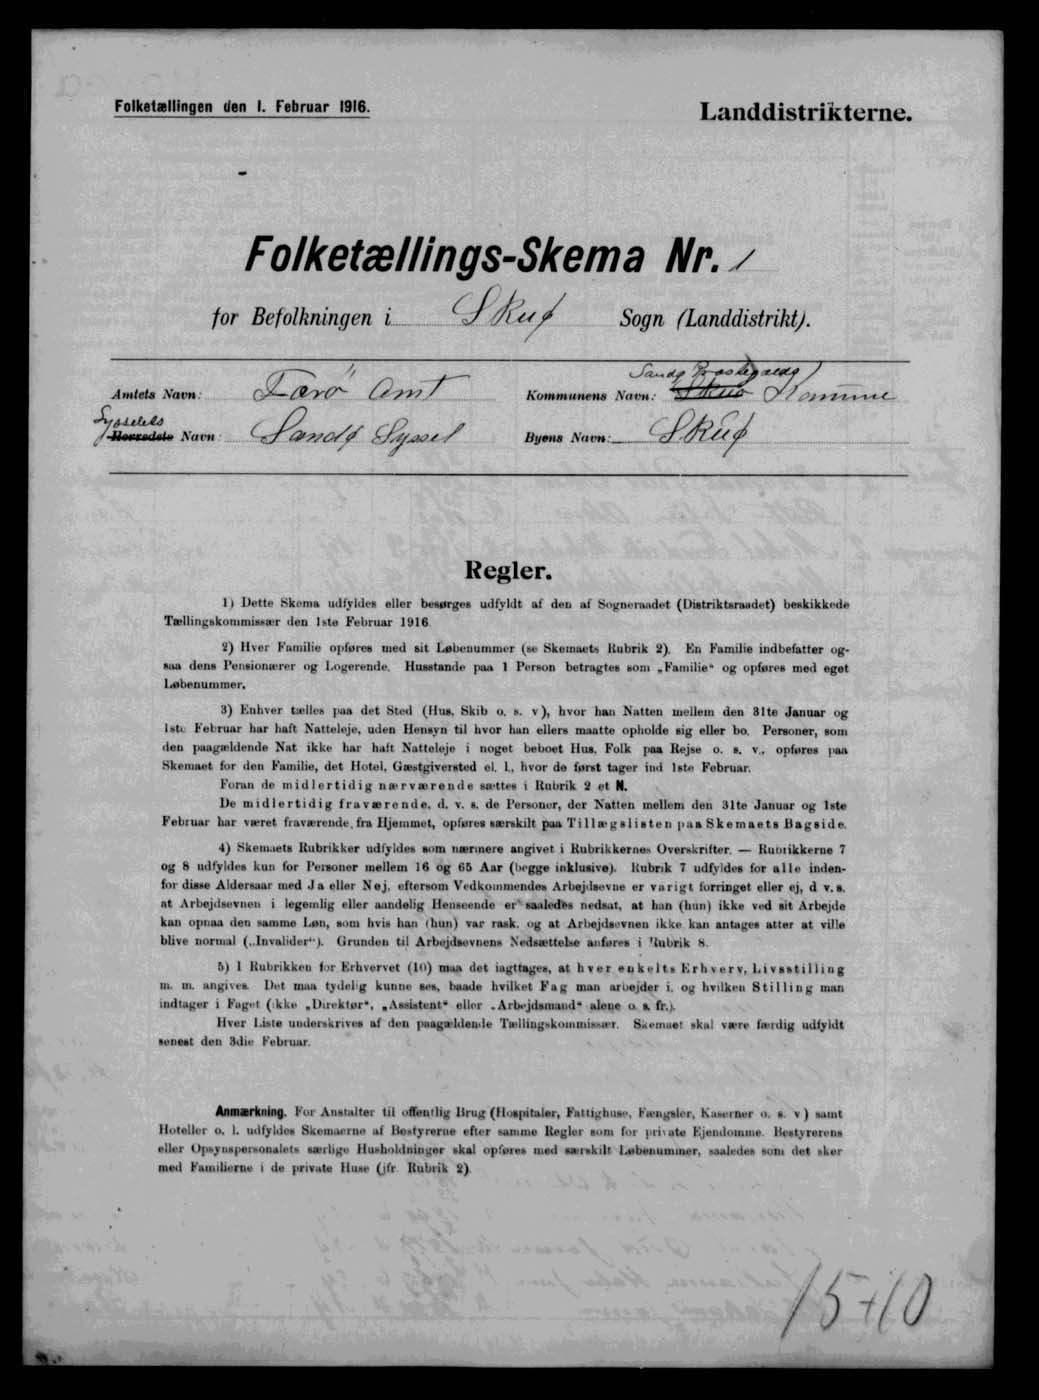 Folketællingen den 1. Februar 1916.
Landdistrikterne.
Folketællings-Skema Nr. 1
for Befolkningen i Skuø Sogn (Landdistrikt).
Amtets Navn: Færö Amt
Sandø Præstegælds
Kommunens Navn: Skuø Komune
Syssels
Herredets Navn: Sandø Syssel
Byens Navn: Skuø
Regler.
1) Dette Skema udfyldes eller besørges udfyldt af den af Sogneraadet (Distriktsraadet) beskikkede
Tællingskommissær den 1ste Februar 1916.
2) Hver Familie opføres med sit Løbenummer (se Skemaets Rubrik 2). En Familie indbefatter og-
saa dens Pensionærer og Logerende. Husstande paa 1 Person betragtes som „Familie“ og opføres med eget
Løbenummer.
3) Enhver tælles paa det Sted (Hus, Skib o. s. v), hvor han Natten mellem den 31te Januar og
1ste Februar har haft Natteleje, uden Hensyn til hvor han ellers maatte opholde sig eller bo. Personer, som
den paagældende Nat ikke har haft Natteleje i noget beboet Hus, Folk paa Rejse o. s. v., opføres paa
Skemaet for den Familie, det Hotel, Gæstgiversted el. l., hvor de først tager ind 1ste Februar.
Foran de midlertidig nærværende sættes i Rubrik 2 et N.
De midlertidig fraværende, d. v. s. de Personer, der Natten mellem den 31te Januar og 1ste
Februar har været fraværende fra Hjemmet, opføres særskilt paa Tillægslisten paa Skemaets Bagside.
4) Skemaets Rubrikker udfyldes som nærmere angivet i Rubrikkernes Overskrifter. — Rubrikkerne 7
og 8 udfyldes kun for Personer mellem 16 og 65 Aar (begge inklusive). Rubrik 7 udfyldes for alle inden-
for disse Aldersaar med Ja eller Nej, eftersom Vedkommendes Arbejdsevne er varigt forringet eller ej, d v. s.
at Arbejdsevnen i legemlig eller aandelig Henseende er saaledes nedsat, at han (hun) ikke ved sit Arbejde
kan opnaa den samme Løn, som hvis han (hun) var rask, og at Arbejdsevnen ikke kan antages atter at ville
blive normal („Invalider“). Grunden til Arbejdsevnens Nedsættelse anføres i Rubrik 8.
5) I Rubrikken for Erhvervet (10) maa det iagttages, at hver enkelts Erhverv, Livsstilling
m. m. angives. Det maa tydelig kunne ses, baade hvilket Fag man arbejder i, og hvilken Stilling man
indtager i Faget (ikke „Direktør“, „Assistent“ eller „Arbejdsmand“ alene o. s. fr.).
Hver Liste underskrives af den paagældende Tællingskommissær. Skemaet skal være færdig udfyldt
senest den 3die Februar.
Anmærkning. For Anstalter til offentlig Brug (Hospitaler, Fattighuse, Fængsler, Kaserner o. s. v) samt
Hoteller o. l. udfyldes Skemaerne af Bestyrerne efter samme Regler som for private Ejendomme. Bestyrerens
eller Opsynspersonalets særlige Husholdninger skal opføres med særskilt Løbenummer, saaledes som det sker
med Familierne i de private Huse (jfr. Rubrik 2).
15+10